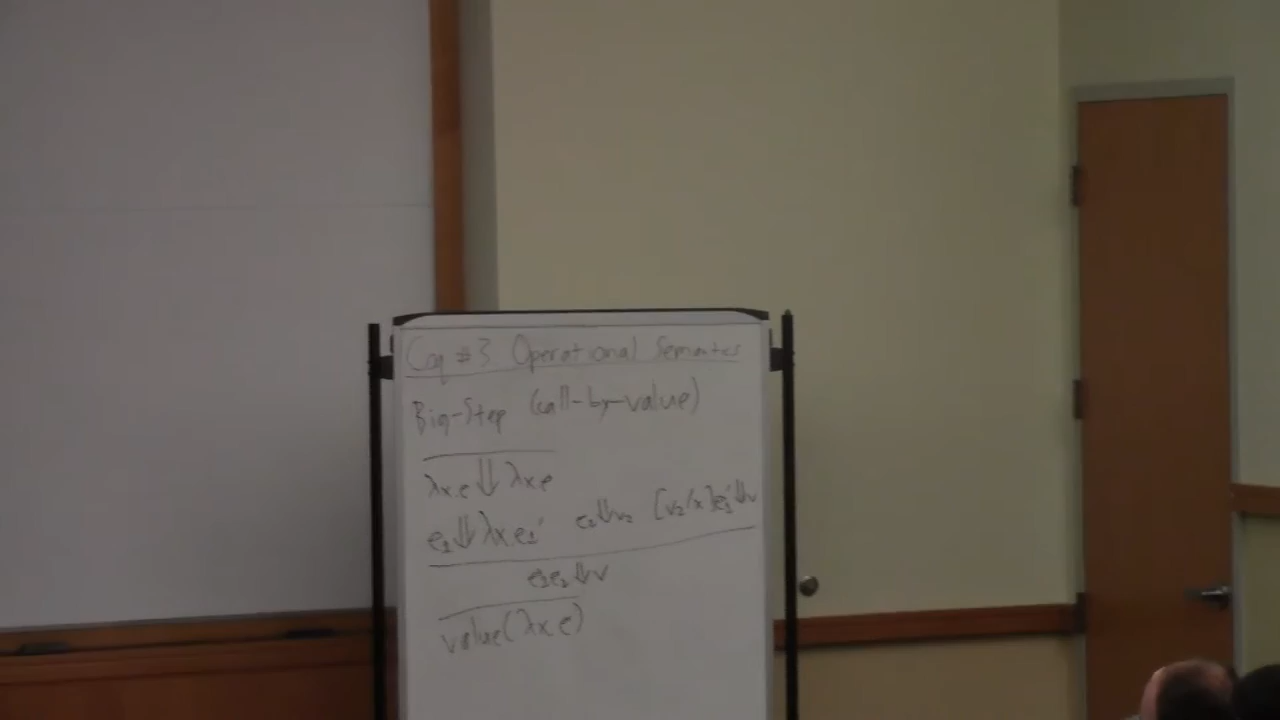 Coq #3 Operational Semantics
Big-Step (call-by-value)
λx.e ⇓ λx.e
e₁ ⇓ λx.e₁' e₂ ⇓ v₂ [v₂/x]e₁' ⇓ v
e₁e₂ ⇓ v
value(λx.e)